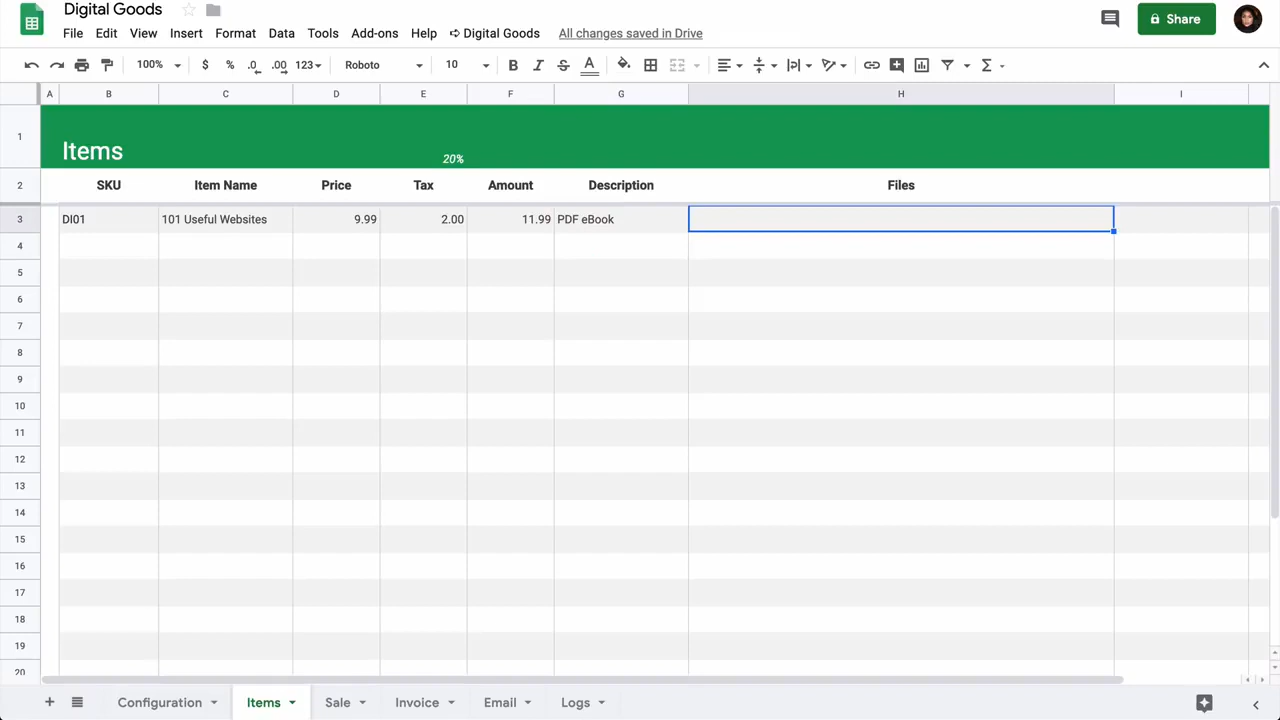 Digital Goods
File Edit View Insert Format Data Tools Add-ons Help ➪ Digital Goods All changes saved in Drive
Share
100% $ % .0 .00 123 Roboto 10 B I S A Σ
A B C D E F G H I
1 Items 20%
2 SKU Item Name Price Tax Amount Description Files
3 DI01 101 Useful Websites 9.99 2.00 11.99 PDF eBook
4
5
6
7
8
9
10
11
12
13
14
15
16
17
18
19
20
+ Configuration Items Sale Invoice Email Logs